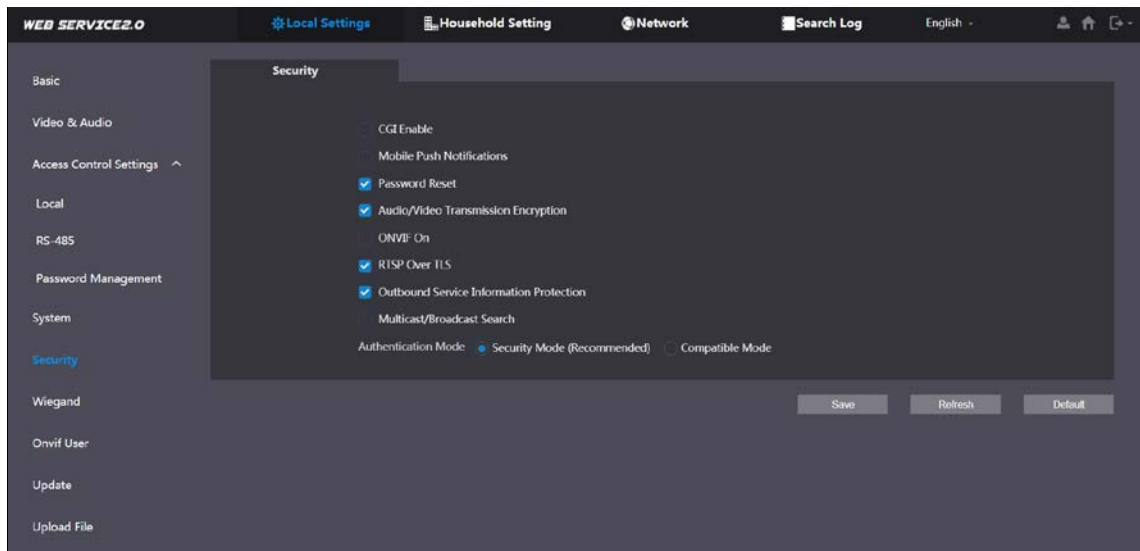 WEB SERVICE2.0
Local Settings
Household Setting
Network
Search Log
English
Basic
Video & Audio
Access Control Settings
Local
RS-485
Password Management
System
Security
Wiegand
Onvif User
Update
Upload File
Security
CGI Enable
Mobile Push Notifications
Password Reset
Audio/Video Transmission Encryption
ONVIF On
RTSP Over TLS
Outbound Service Information Protection
Multicast/Broadcast Search
Authentication Mode Security Mode (Recommended) Compatible Mode
Save Refresh Default